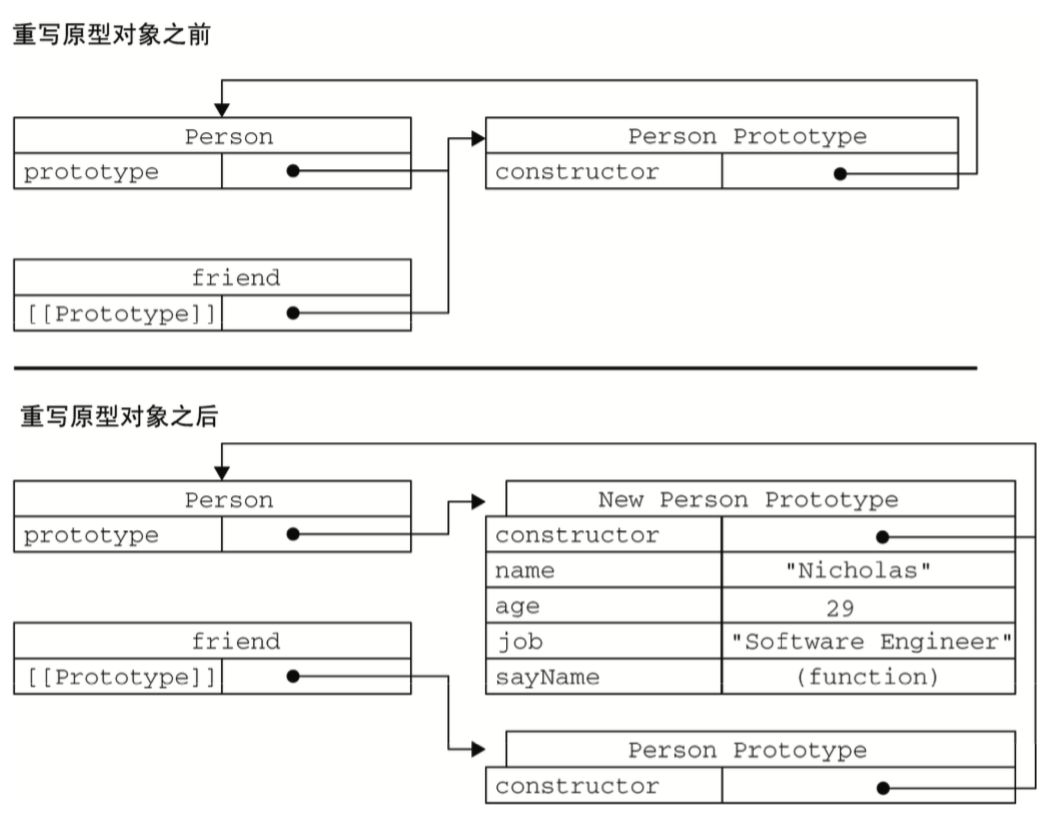 重写原型对象之前
Person
prototype
Person Prototype
constructor
friend
[[Prototype]]
重写原型对象之后
Person
prototype
New Person Prototype
constructor
name "Nicholas"
age 29
job "Software Engineer"
sayName (function)
friend
[[Prototype]]
Person Prototype
constructor